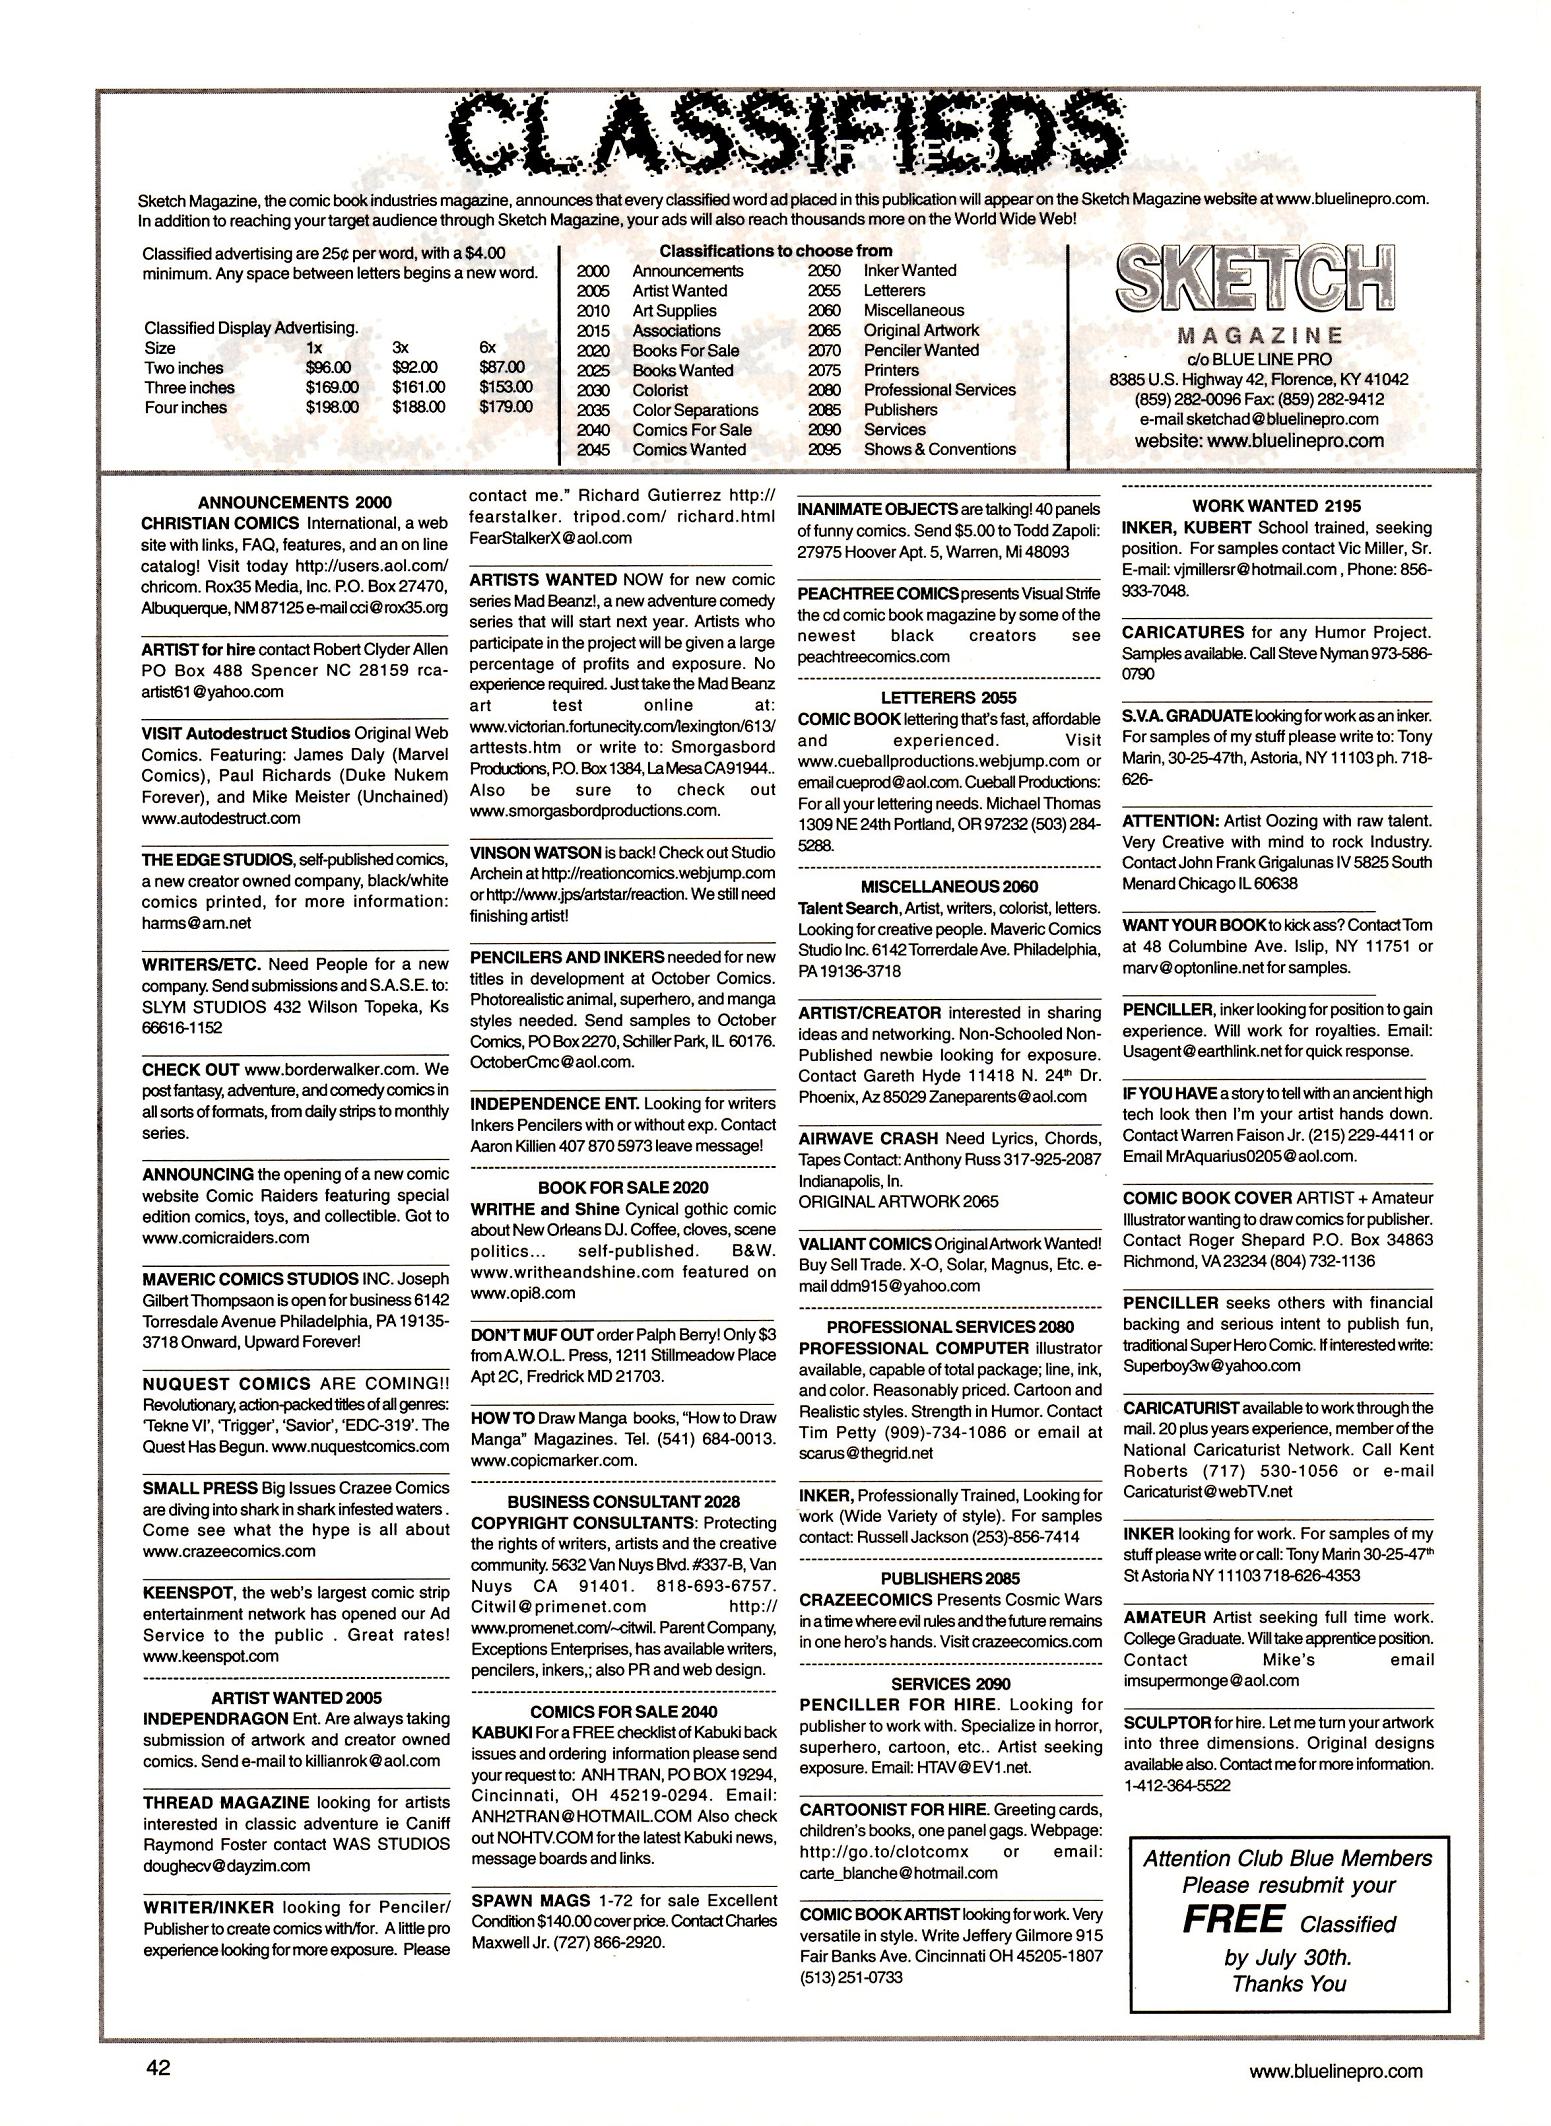 CLASSIFIEDS
Sketch Magazine, the comic book industries magazine, announces that every classified word ad placed in this publication will appear on the Sketch Magazine website at www.bluelinepro.com.
In addition to reaching your target audience through Sketch Magazine, your ads will also reach thousands more on the World Wide Web!
Classified advertising are 25¢ per word, with a $4.00
minimum. Any space between letters begins a new word.
Classified Display Advertising.
Size 1x 3x 6x
Two inches $96.00 $92.00 $87.00
Three inches $169.00 $161.00 $153.00
Four inches $198.00 $188.00 $179.00
Classifications to choose from
2000 Announcements 2050 Inker Wanted
2005 Artist Wanted 2055 Letterers
2010 Art Supplies 2060 Miscellaneous
2015 Associations 2065 Original Artwork
2020 Books For Sale 2070 Penciler Wanted
2025 Books Wanted 2075 Printers
2030 Colorist 2080 Professional Services
2035 Color Separations 2085 Publishers
2040 Comics For Sale 2090 Services
2045 Comics Wanted 2095 Shows & Conventions
SKETCH
MAGAZINE
c/o BLUE LINE PRO
8385 U.S. Highway 42, Florence, KY 41042
(859) 282-0096 Fax: (859) 282-9412
e-mail sketchad@bluelinepro.com
website: www.bluelinepro.com
ANNOUNCEMENTS 2000
CHRISTIAN COMICS International, a web
site with links, FAQ, features, and an on line
catalog! Visit today http://users.aol.com/
chricom. Rox35 Media, Inc. P.O. Box 27470,
Albuquerque, NM 87125 e-mail cci@rox35.org
ARTIST for hire contact Robert Clyder Allen
PO Box 488 Spencer NC 28159 rca-
artist61@yahoo.com
VISIT Autodestruct Studios Original Web
Comics. Featuring: James Daly (Marvel
Comics), Paul Richards (Duke Nukem
Forever), and Mike Meister (Unchained)
www.autodestruct.com
THE EDGE STUDIOS, self-published comics,
a new creator owned company, black/white
comics printed, for more information:
harms@am.net
WRITERS/ETC. Need People for a new
company. Send submissions and S.A.S.E. to:
SLYM STUDIOS 432 Wilson Topeka, Ks
66616-1152
CHECK OUT www.borderwalker.com. We
post fantasy, adventure, and comedy comics in
all sorts of formats, from daily strips to monthly
series.
ANNOUNCING the opening of a new comic
website Comic Raiders featuring special
edition comics, toys, and collectible. Got to
www.comicraiders.com
MAVERIC COMICS STUDIOS INC. Joseph
Gilbert Thompsaon is open for business 6142
Torresdale Avenue Philadelphia, PA 19135-
3718 Onward, Upward Forever!
NUQUEST COMICS ARE COMING!!
Revolutionary, action-packed titles of all genres:
'Tekne VI', 'Trigger', 'Savior', 'EDC-319'. The
Quest Has Begun. www.nuquestcomics.com
SMALL PRESS Big Issues Crazee Comics
are diving into shark in shark infested waters .
Come see what the hype is all about
www.crazeecomics.com
KEENSPOT, the web's largest comic strip
entertainment network has opened our Ad
Service to the public . Great rates!
www.keenspot.com
ARTIST WANTED 2005
INDEPENDRAGON Ent. Are always taking
submission of artwork and creator owned
comics. Send e-mail to killianrok@aol.com
THREAD MAGAZINE looking for artists
interested in classic adventure ie Caniff
Raymond Foster contact WAS STUDIOS
doughecv@dayzim.com
WRITER/INKER looking for Penciler/
Publisher to create comics with/for. A little pro
experience looking for more exposure. Please
contact me." Richard Gutierrez http://
fearstalker. tripod.com/ richard.html
FearStalkerX@aol.com
ARTISTS WANTED NOW for new comic
series Mad Beanz!, a new adventure comedy
series that will start next year. Artists who
participate in the project will be given a large
percentage of profits and exposure. No
experience required. Just take the Mad Beanz
art test online at:
www.victorian.fortunecity.com/lexington/613/
arttests.htm or write to: Smorgasbord
Productions, P.O. Box 1384, La Mesa CA 91944..
Also be sure to check out
www.smorgasbordproductions.com.
VINSON WATSON is back! Check out Studio
Archein at http://reationcomics.webjump.com
or http://www.jps/artstar/reaction. We still need
finishing artist!
PENCILERS AND INKERS needed for new
titles in development at October Comics.
Photorealistic animal, superhero, and manga
styles needed. Send samples to October
Comics, PO Box 2270, Schiller Park, IL 60176.
OctoberCmc@aol.com.
INDEPENDENCE ENT. Looking for writers
Inkers Pencilers with or without exp. Contact
Aaron Killien 407 870 5973 leave message!
BOOK FOR SALE 2020
WRITHE and Shine Cynical gothic comic
about New Orleans DJ. Coffee, cloves, scene
politics... self-published. B&W.
www.writheandshine.com featured on
www.opi8.com
DON'T MUF OUT order Palph Berry! Only $3
from A.W.O.L. Press, 1211 Stillmeadow Place
Apt 2C, Fredrick MD 21703.
HOW TO Draw Manga books, "How to Draw
Manga" Magazines. Tel. (541) 684-0013.
www.copicmarker.com.
BUSINESS CONSULTANT 2028
COPYRIGHT CONSULTANTS: Protecting
the rights of writers, artists and the creative
community. 5632 Van Nuys Blvd. #337-B, Van
Nuys CA 91401. 818-693-6757.
Citwil@primenet.com http://
www.promenet.com/~citwil. Parent Company,
Exceptions Enterprises, has available writers,
pencilers, inkers,; also PR and web design.
COMICS FOR SALE 2040
KABUKI For a FREE checklist of Kabuki back
issues and ordering information please send
your request to: ANH TRAN, PO BOX 19294,
Cincinnati, OH 45219-0294. Email:
ANH2TRAN@HOTMAIL.COM Also check
out NOHTV.COM for the latest Kabuki news,
message boards and links.
SPAWN MAGS 1-72 for sale Excellent
Condition $140.00 cover price. Contact Charles
Maxwell Jr. (727) 866-2920.
INANIMATE OBJECTS are talking! 40 panels
of funny comics. Send $5.00 to Todd Zapoli:
27975 Hoover Apt. 5, Warren, Mi 48093
PEACHTREE COMICS presents Visual Strife
the cd comic book magazine by some of the
newest black creators see
peachtreecomics.com
LETTERERS 2055
COMIC BOOK lettering that's fast, affordable
and experienced. Visit
www.cueballproductions.webjump.com or
email cueprod@aol.com. Cueball Productions:
For all your lettering needs. Michael Thomas
1309 NE 24th Portland, OR 97232 (503) 284-
5288.
MISCELLANEOUS 2060
Talent Search, Artist, writers, colorist, letters.
Looking for creative people. Maveric Comics
Studio Inc. 6142 Torrerdale Ave. Philadelphia,
PA 19136-3718
ARTIST/CREATOR interested in sharing
ideas and networking. Non-Schooled Non-
Published newbie looking for exposure.
Contact Gareth Hyde 11418 N. 24th Dr.
Phoenix, Az 85029 Zaneparents@aol.com
AIRWAVE CRASH Need Lyrics, Chords,
Tapes Contact: Anthony Russ 317-925-2087
Indianapolis, In.
ORIGINAL ARTWORK 2065
VALIANT COMICS Original Artwork Wanted!
Buy Sell Trade. X-O, Solar, Magnus, Etc. e-
mail ddm915@yahoo.com
PROFESSIONAL SERVICES 2080
PROFESSIONAL COMPUTER illustrator
available, capable of total package; line, ink,
and color. Reasonably priced. Cartoon and
Realistic styles. Strength in Humor. Contact
Tim Petty (909)-734-1086 or email at
scarus@thegrid.net
INKER, Professionally Trained, Looking for
work (Wide Variety of style). For samples
contact: Russell Jackson (253)-856-7414
PUBLISHERS 2085
CRAZEECOMICS Presents Cosmic Wars
in a time where evil rules and the future remains
in one hero's hands. Visit crazeecomics.com
SERVICES 2090
PENCILLER FOR HIRE. Looking for
publisher to work with. Specialize in horror,
superhero, cartoon, etc.. Artist seeking
exposure. Email: HTAV@EV1.net.
CARTOONIST FOR HIRE. Greeting cards,
children's books, one panel gags. Webpage:
http://go.to/clotcomx or email:
carte_blanche@hotmail.com
COMIC BOOK ARTIST looking for work. Very
versatile in style. Write Jeffery Gilmore 915
Fair Banks Ave. Cincinnati OH 45205-1807
(513) 251-0733
WORK WANTED 2195
INKER, KUBERT School trained, seeking
position. For samples contact Vic Miller, Sr.
E-mail: vjmillersr@hotmail.com , Phone: 856-
933-7048.
CARICATURES for any Humor Project.
Samples available. Call Steve Nyman 973-586-
0790
S.V.A. GRADUATE looking for work as an inker.
For samples of my stuff please write to: Tony
Marin, 30-25-47th, Astoria, NY 11103 ph. 718-
626-
ATTENTION: Artist Oozing with raw talent.
Very Creative with mind to rock Industry.
Contact John Frank Grigalunas IV 5825 South
Menard Chicago IL 60638
WANT YOUR BOOK to kick ass? Contact Tom
at 48 Columbine Ave. Islip, NY 11751 or
marv@optonline.net for samples.
PENCILLER, inker looking for position to gain
experience. Will work for royalties. Email:
Usagent@earthlink.net for quick response.
IF YOU HAVE a story to tell with an ancient high
tech look then I'm your artist hands down.
Contact Warren Faison Jr. (215) 229-4411 or
Email MrAquarius0205@aol.com.
COMIC BOOK COVER ARTIST + Amateur
Illustrator wanting to draw comics for publisher.
Contact Roger Shepard P.O. Box 34863
Richmond, VA 23234 (804) 732-1136
PENCILLER seeks others with financial
backing and serious intent to publish fun,
traditional Super Hero Comic. If interested write:
Superboy3w@yahoo.com
CARICATURIST available to work through the
mail. 20 plus years experience, member of the
National Caricaturist Network. Call Kent
Roberts (717) 530-1056 or e-mail
Caricaturist@webTV.net
INKER looking for work. For samples of my
stuff please write or call: Tony Marin 30-25-47th
St Astoria NY 11103 718-626-4353
AMATEUR Artist seeking full time work.
College Graduate. Will take apprentice position.
Contact Mike's email
imsupermonge@aol.com
SCULPTOR for hire. Let me turn your artwork
into three dimensions. Original designs
available also. Contact me for more information.
1-412-364-5522
Attention Club Blue Members
Please resubmit your
FREE Classified
by July 30th.
Thanks You
42
www.bluelinepro.com